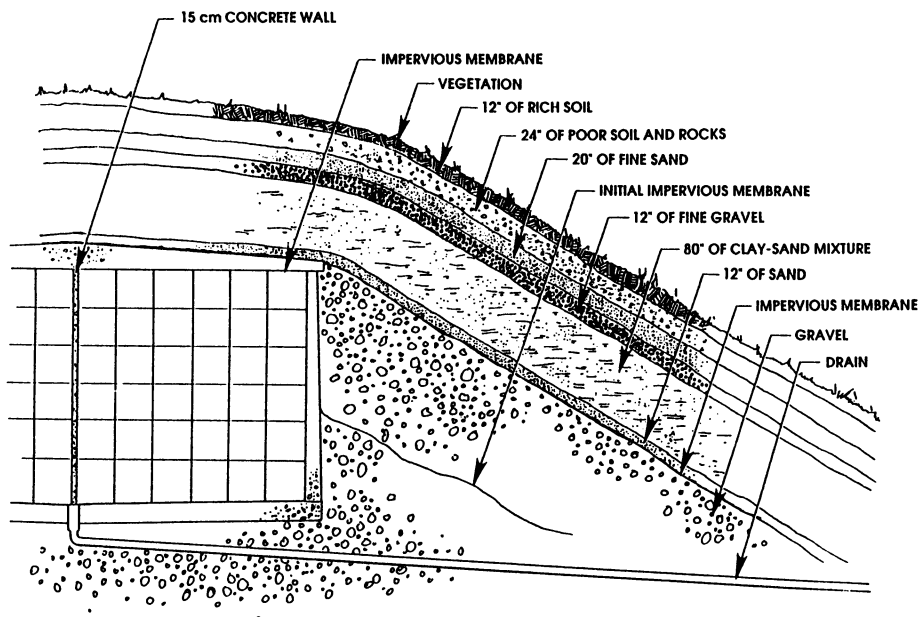 15 cm CONCRETE WALL
IMPERVIOUS MEMBRANE
VEGETATION
12" OF RICH SOIL
24" OF POOR SOIL AND ROCKS
20" OF FINE SAND
INITIAL IMPERVIOUS MEMBRANE
12" OF FINE GRAVEL
80" OF CLAY-SAND MIXTURE
12" OF SAND
IMPERVIOUS MEMBRANE
GRAVEL
DRAIN